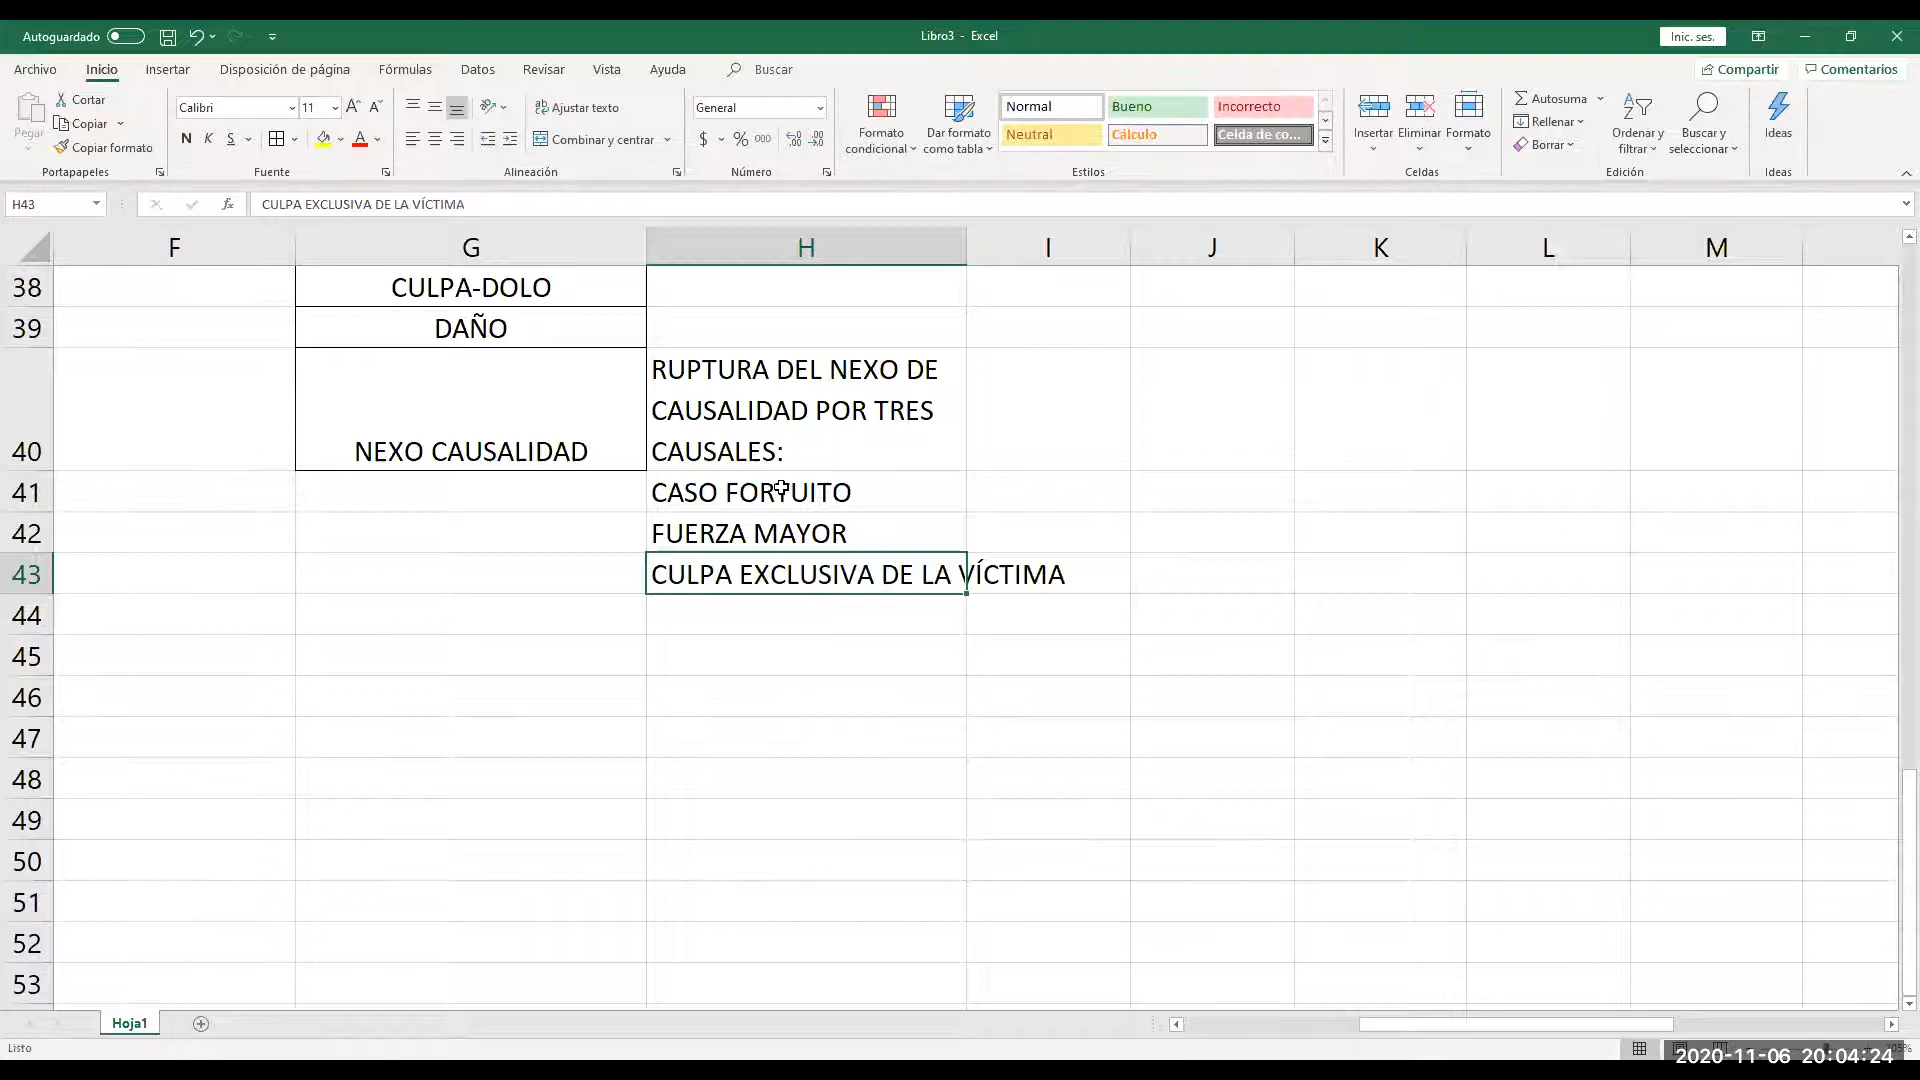 Autoguardado
Libro3 - Excel
Inic. ses.
Archivo Inicio Insertar Disposición de página Fórmulas Datos Revisar Vista Ayuda Buscar Compartir Comentarios
Pegar
Cortar
Copiar
Copiar formato
Portapapeles
Calibri 11
N K S
Fuente
Ajustar texto
Combinar y centrar
Alineación
General
$ % 000
Número
Formato condicional
Dar formato como tabla
Normal Bueno Incorrecto
Neutral Cálculo Celda de co...
Estilos
Insertar Eliminar Formato
Celdas
Autosuma
Rellenar
Borrar
Ordenar y filtrar
Buscar y seleccionar
Edición
Ideas
Ideas
H43 fx CULPA EXCLUSIVA DE LA VÍCTIMA
F G H I J K L M
38 CULPA-DOLO
39 DAÑO
RUPTURA DEL NEXO DE
CAUSALIDAD POR TRES
40 NEXO CAUSALIDAD CAUSALES:
41 CASO FORTUITO
42 FUERZA MAYOR
43 CULPA EXCLUSIVA DE LA VÍCTIMA
44
45
46
47
48
49
50
51
52
53
Hoja1
Listo
2020-11-06 20:04:24